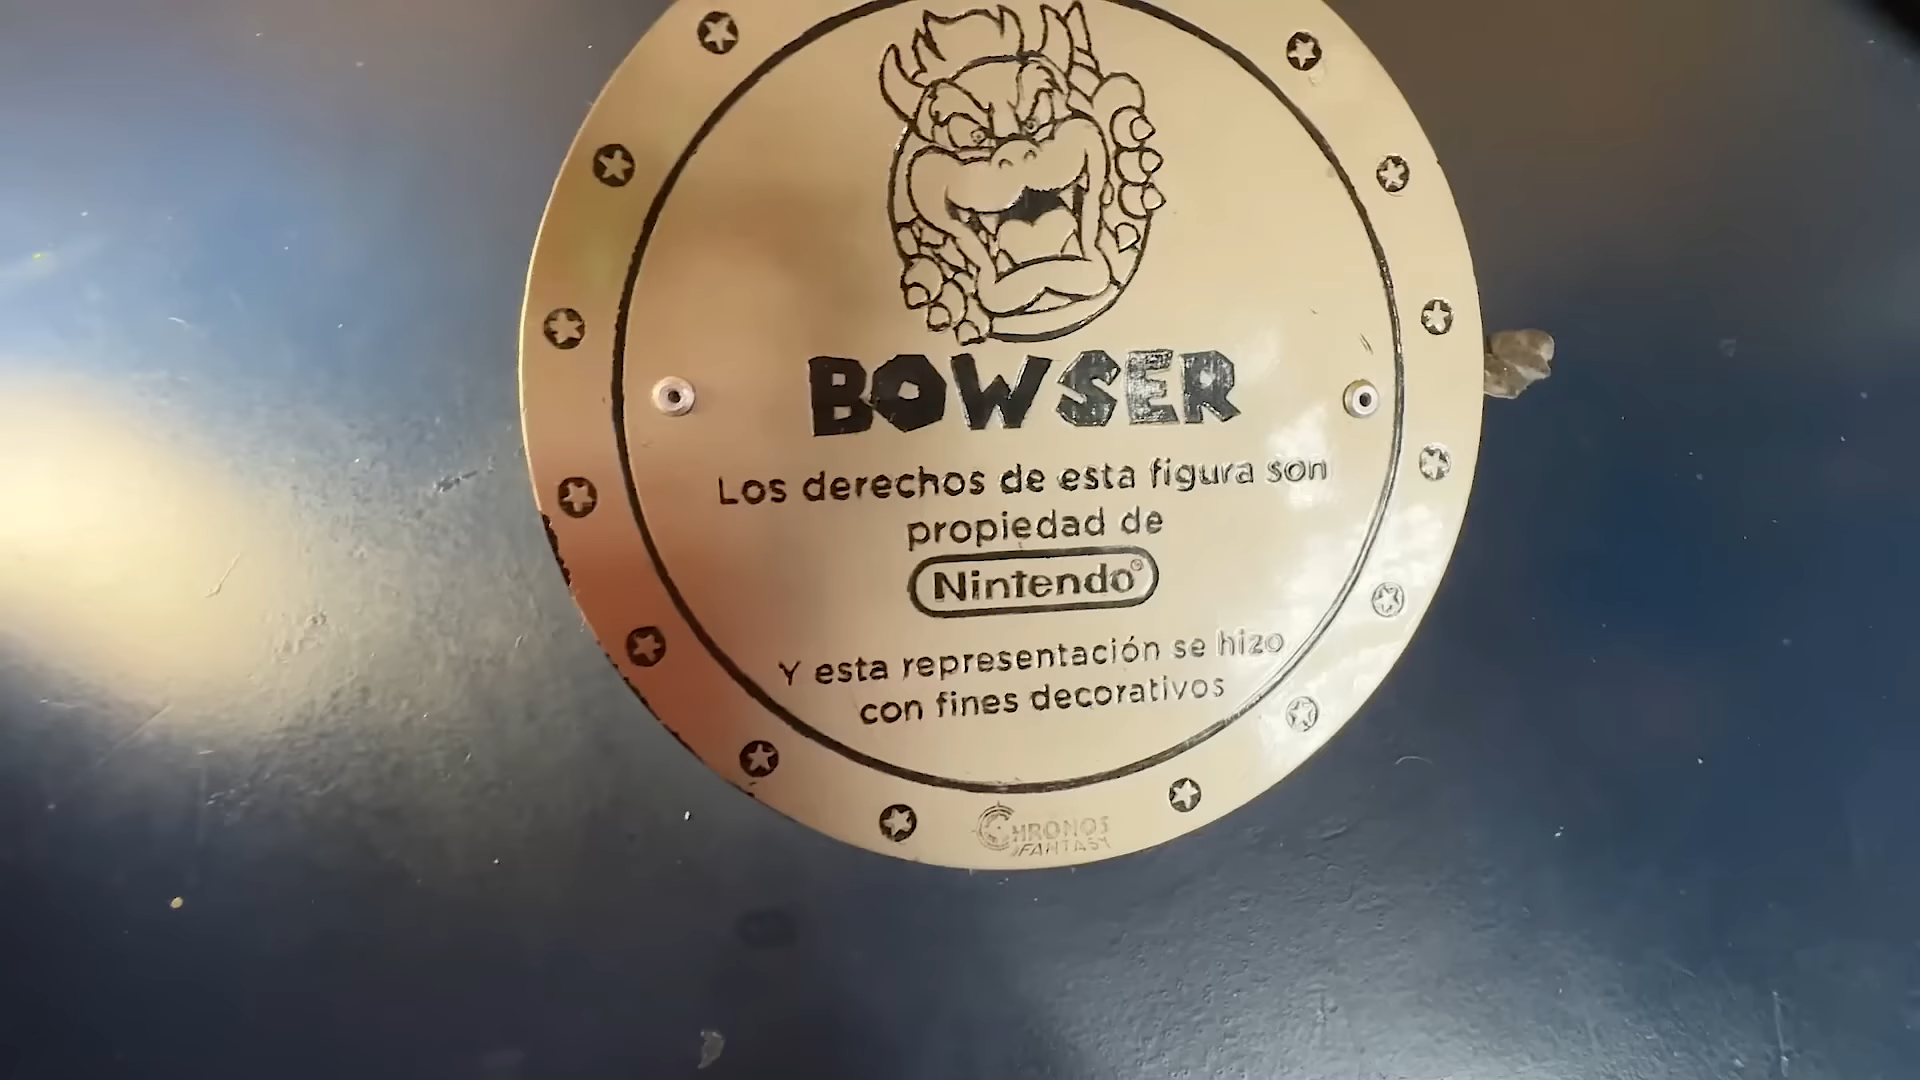 BOWSER
Los derechos de esta figura son
propiedad de
Nintendo®
Y esta representación se hizo
con fines decorativos
CHRONOS
FANTASY